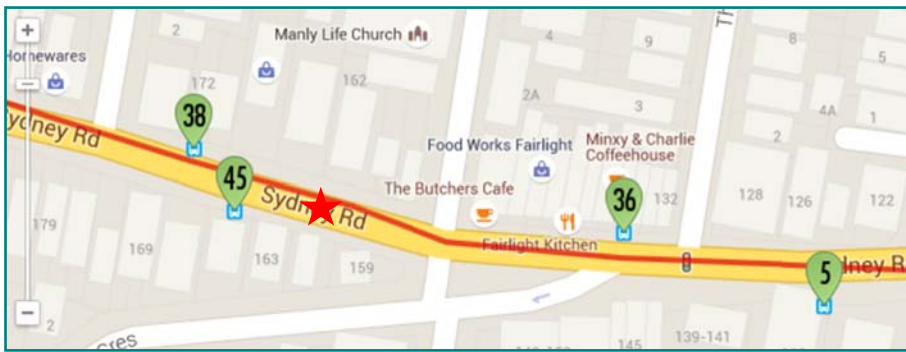 +
2
Manly Life Church
4
9
8
5
Homewares
172
162
2A
3
4A
1
38
Sydney Rd
Food Works Fairlight
Minxy & Charlie
Coffeehouse
2
45
Sydney Rd
The Butchers Cafe
36
132
128
126
122
179
169
163
159
Fairlight Kitchen
5
dney R
2
cres
139-141
145